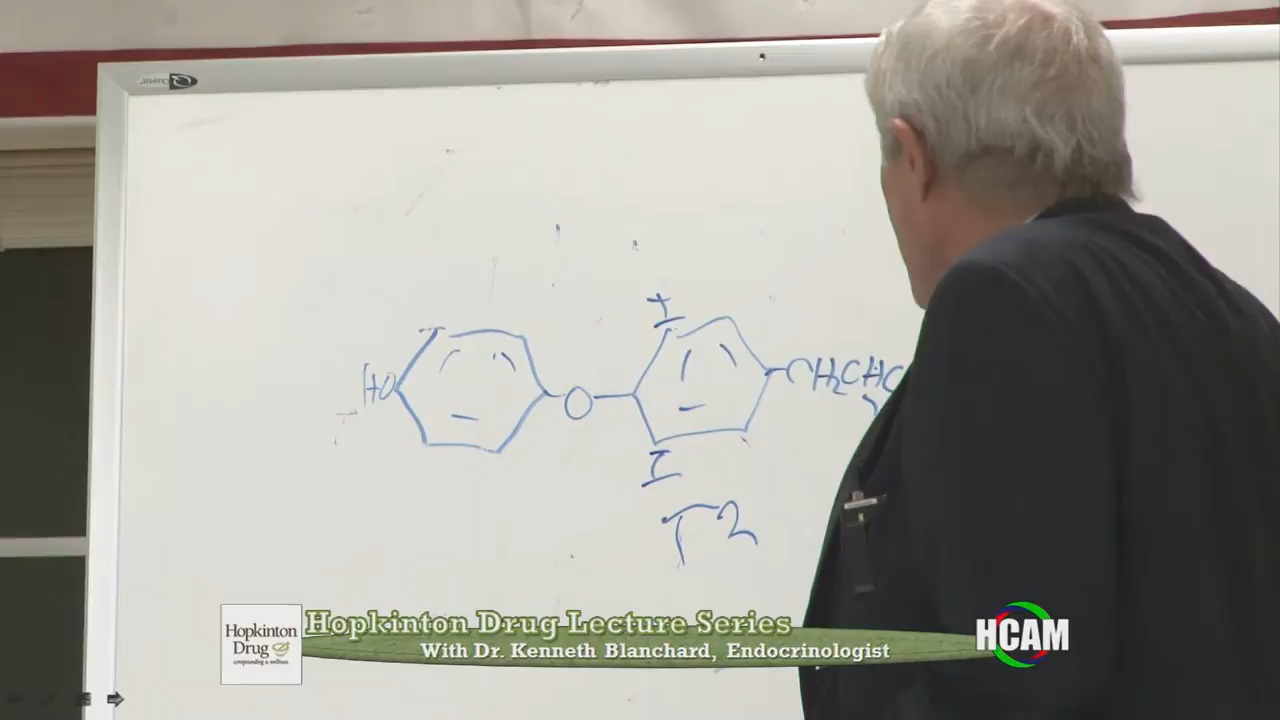 HO
O
I
I
CH₂CHC
T2
Hopkinton
Drug
compounding & wellness
Hopkinton Drug Lecture Series
With Dr. Kenneth Blanchard, Endocrinologist
HCAM